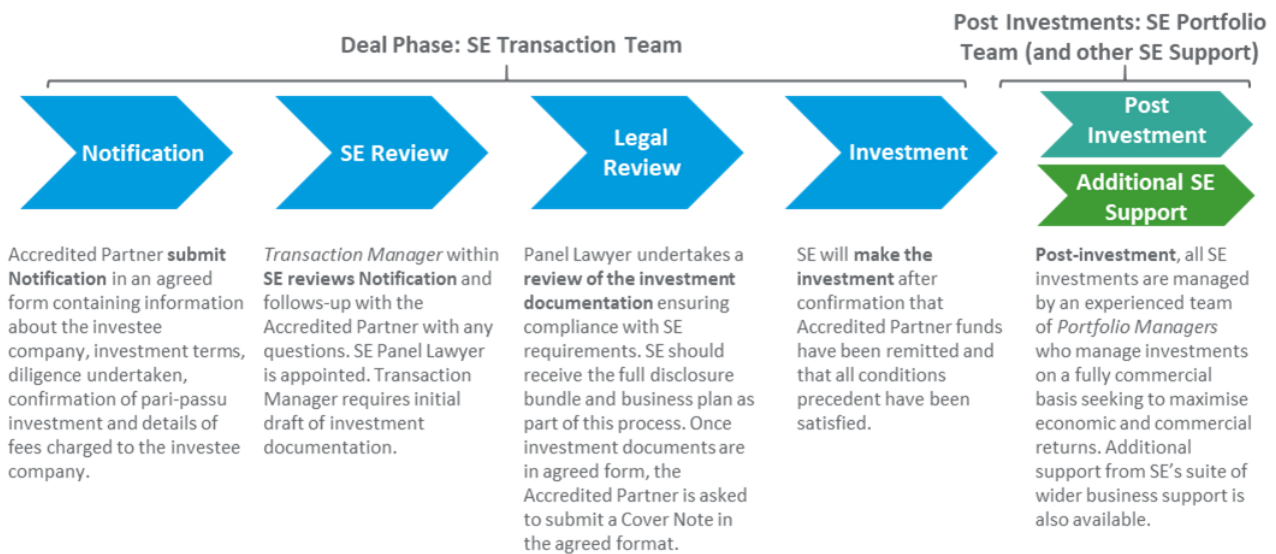 Deal Phase: SE Transaction Team
Post Investments: SE Portfolio
Team (and other SE Support)
Notification
SE Review
Legal
Review
Investment
Post
Investment
Additional SE
Support
Accredited Partner submit
Notification in an agreed
form containing information
about the investee
company, investment terms,
diligence undertaken,
confirmation of pari-passu
investment and details of
fees charged to the investee
company.
Transaction Manager within
SE reviews Notification and
follows-up with the
Accredited Partner with any
questions. SE Panel Lawyer
is appointed. Transaction
Manager requires initial
draft of investment
documentation.
Panel Lawyer undertakes a
review of the investment
documentation ensuring
compliance with SE
requirements. SE should
receive the full disclosure
bundle and business plan as
part of this process. Once
investment documents are
in agreed form, the
Accredited Partner is asked
to submit a Cover Note in
the agreed format.
SE will make the
investment after
confirmation that
Accredited Partner funds
have been remitted and
that all conditions
precedent have been
satisfied.
Post-investment, all SE
investments are managed
by an experienced team
of Portfolio Managers
who manage investments
on a fully commercial
basis seeking to maximise
economic and commercial
returns. Additional
support from SE’s suite of
wider business support is
also available.